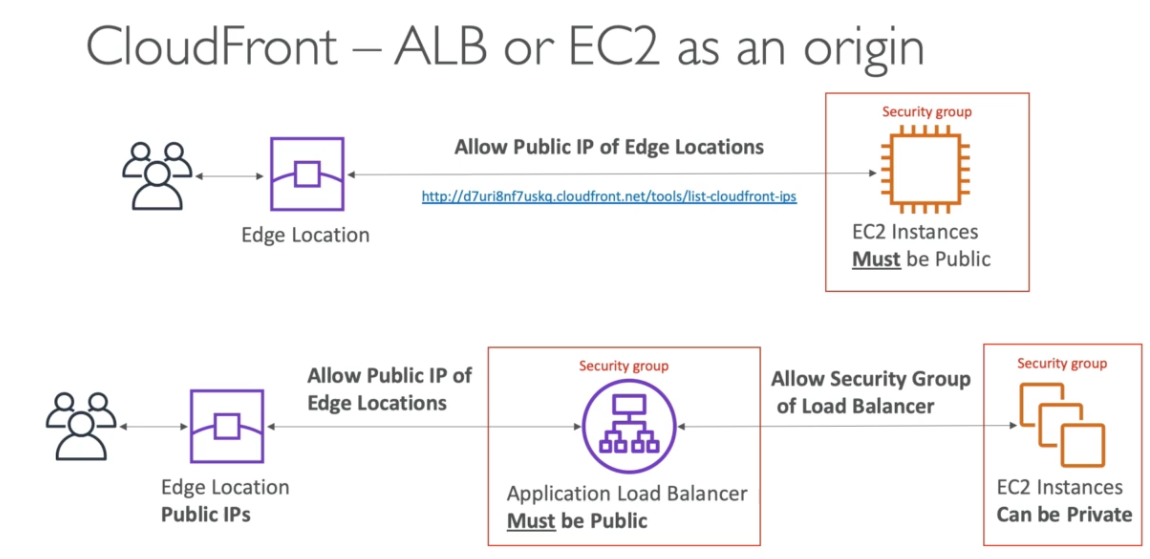 CloudFront – ALB or EC2 as an origin
Security group
Allow Public IP of Edge Locations
http://d7uri8nf7uskq.cloudfront.net/tools/list-cloudfront-ips
Edge Location
EC2 Instances
Must be Public
Security group
Allow Public IP of
Edge Locations
Allow Security Group
of Load Balancer
Security group
Edge Location
Public IPs
Application Load Balancer
Must be Public
EC2 Instances
Can be Private